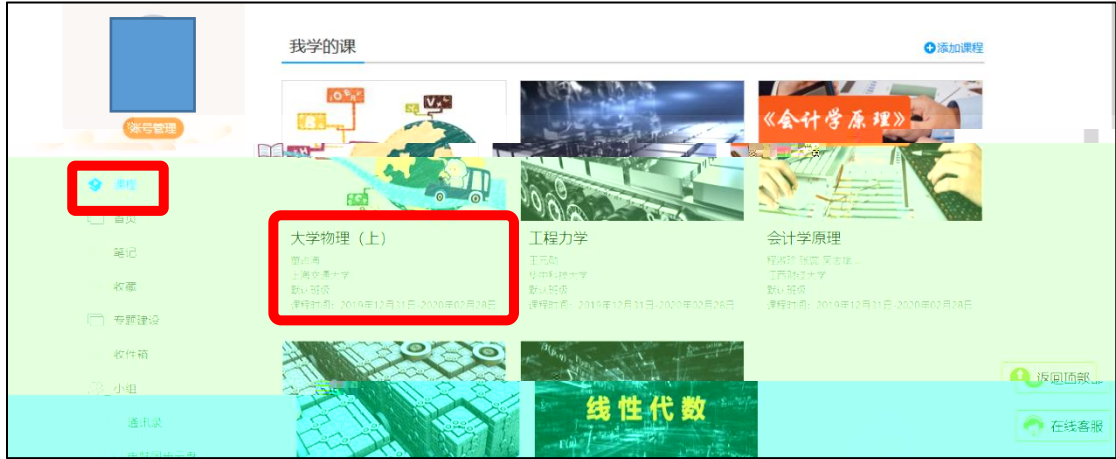 我学的课
添加课程
账号管理
《会计学原理》
课程
首页
笔记
收藏
专题建设
收件箱
小组
通讯录
大学物理（上）
上海交通大学
默认班级
课程时间：2019年12月31日-2020年02月28日
工程力学
华中科技大学
默认班级
课程时间：2019年12月31日-2020年02月28日
会计学原理
江西财经大学
默认班级
课程时间：2019年12月31日-2020年02月28日
线性代数
返回顶部
在线客服